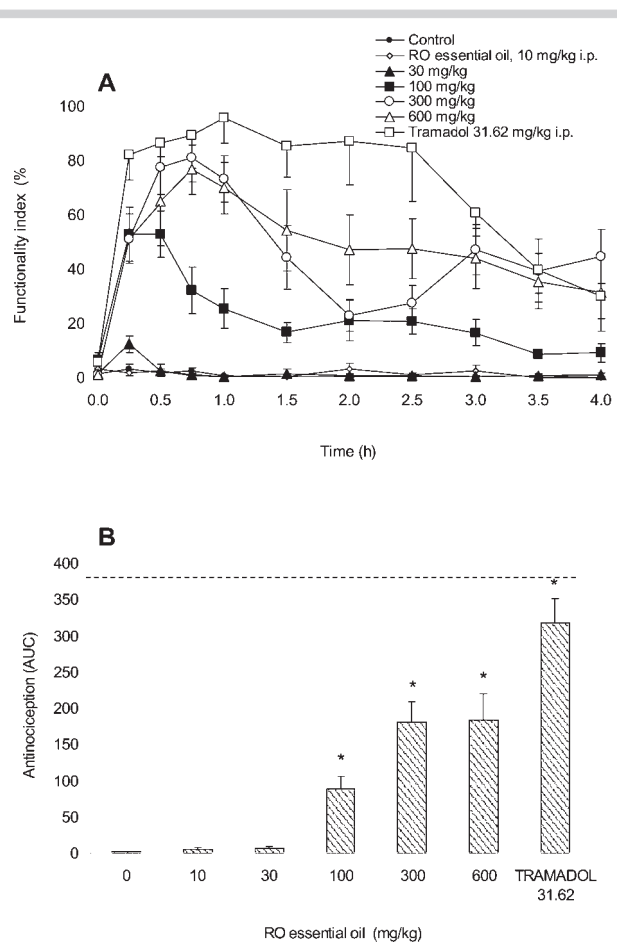 Control
RO essential oil, 10 mg/kg i.p.
30 mg/kg
100 mg/kg
300 mg/kg
600 mg/kg
Tramadol 31.62 mg/kg i.p.
A
Functionality index (%
100
80
60
40
20
0
0.0 0.5 1.0 1.5 2.0 2.5 3.0 3.5 4.0
Time (h)
B
Antinociception (AUC)
400
350
300
250
200
150
100
50
0
* * * *
0 10 30 100 300 600 TRAMADOL
31.62
RO essential oil (mg/kg)